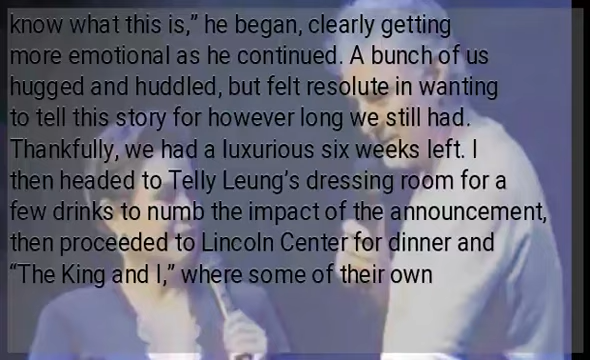 know what this is,” he began, clearly getting
more emotional as he continued. A bunch of us
hugged and huddled, but felt resolute in wanting
to tell this story for however long we still had.
Thankfully, we had a luxurious six weeks left. I
then headed to Telly Leung’s dressing room for a
few drinks to numb the impact of the announcement,
then proceeded to Lincoln Center for dinner and
“The King and I,” where some of their own